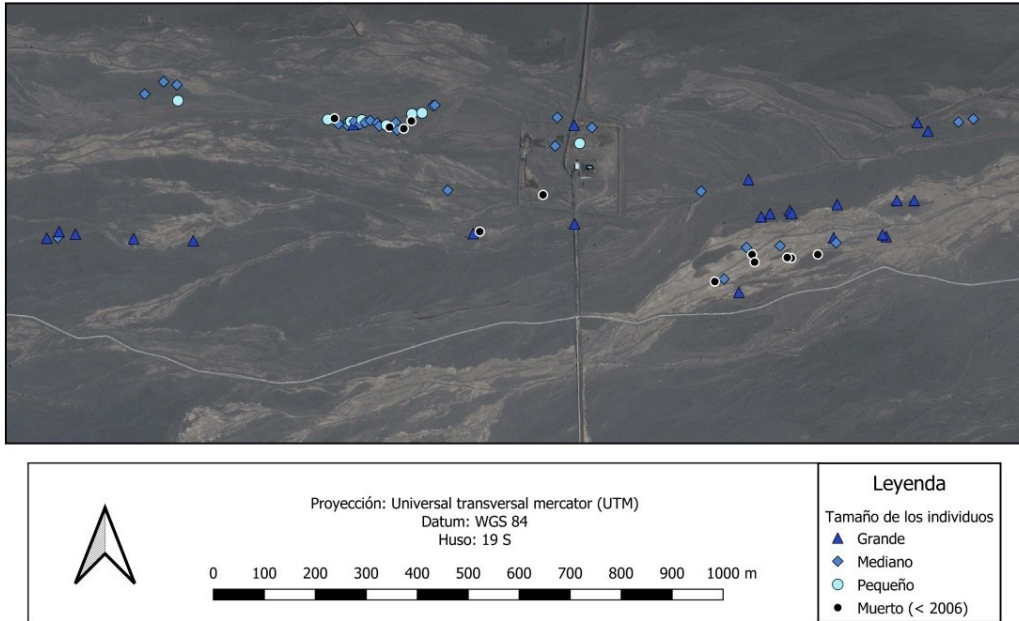 Proyección: Universal transversal mercator (UTM)
Datum: WGS 84
Huso: 19 S
0 100 200 300 400 500 600 700 800 900 1000 m
Leyenda
Tamaño de los individuos
Grande
Mediano
Pequeño
Muerto (< 2006)